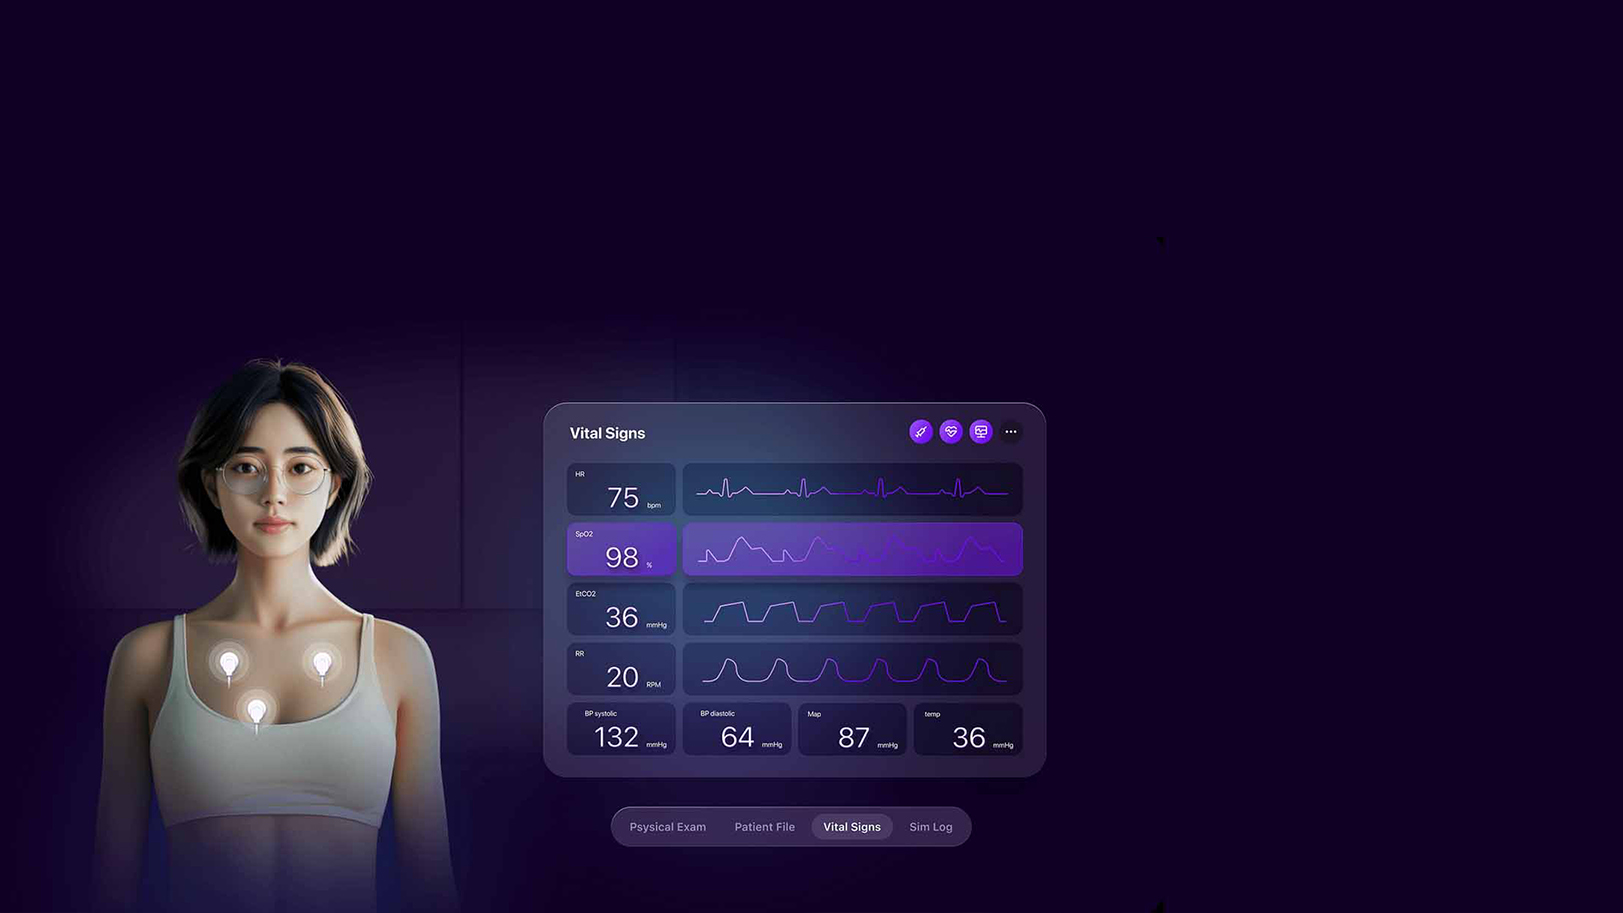 Vital Signs
HR
75 bpm
SpO2
98 %
EtCO2
36 mmHg
RR
20 RPM
BP systolic
132 mmHg
BP diastolic
64 mmHg
Map
87 mmHg
temp
36 mmHg
Psysical Exam
Patient File
Vital Signs
Sim Log